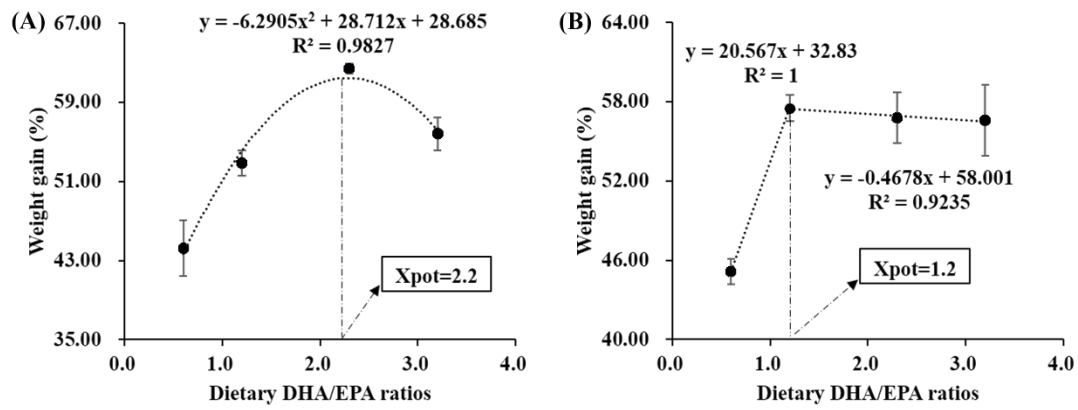 (A)
y = -6.2905x² + 28.712x + 28.685
R² = 0.9827
Weight gain (%)
67.00
59.00
51.00
43.00
35.00
Xpot=2.2
0.0 1.0 2.0 3.0 4.0
Dietary DHA/EPA ratios
(B)
y = 20.567x + 32.83
R² = 1
Weight gain (%)
64.00
58.00
52.00
46.00
40.00
y = -0.4678x + 58.001
R² = 0.9235
Xpot=1.2
0.0 1.0 2.0 3.0 4.0
Dietary DHA/EPA ratios